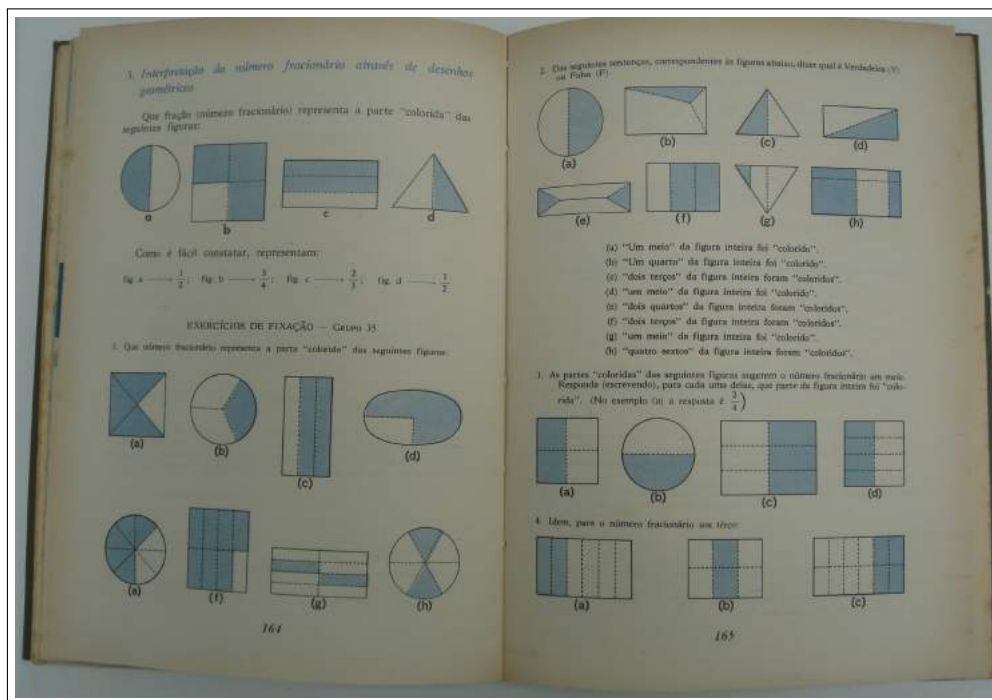 1. Interpretação do número fracionário através de desenhos
geométricos
Que fração (número fracionário) representa a parte "colorida" das
seguintes figuras:
a
b
c
d
Como é fácil constatar, representam:
fig. a ⟶ 1/2; fig. b ⟶ 3/4; fig. c ⟶ 2/3; fig. d ⟶ 1/2
EXERCÍCIOS DE FIXAÇÃO — GRUPO 35
1. Que número fracionário representa a parte "colorida" das seguintes figuras:
(a)
(b)
(c)
(d)
(e)
(f)
(g)
(h)
164
2. Das seguintes sentenças, correspondentes às figuras abaixo, dizer qual é Verdadeira (V)
ou Falsa (F).
(a)
(b)
(c)
(d)
(e)
(f)
(g)
(h)
(a) "Um meio" da figura inteira foi "colorido".
(b) "Um quarto" da figura inteira foi "colorido".
(c) "dois terços" da figura inteira foram "coloridos".
(d) "um meio" da figura inteira foi "colorido".
(e) "dois quartos" da figura inteira foram "coloridos".
(f) "dois terços" da figura inteira foram "coloridos".
(g) "um meio" da figura inteira foi "colorido".
(h) "quatro sextos" da figura inteira foram "coloridos".
3. As partes "coloridas" das seguintes figuras sugerem o número fracionário um meio.
Responda (escrevendo), para cada uma delas, que parte da figura inteira foi "colo-
rida". (No exemplo (a) a resposta é 2/4)
(a)
(b)
(c)
(d)
4. Idem, para o número fracionário um têrço:
(a)
(b)
(c)
165